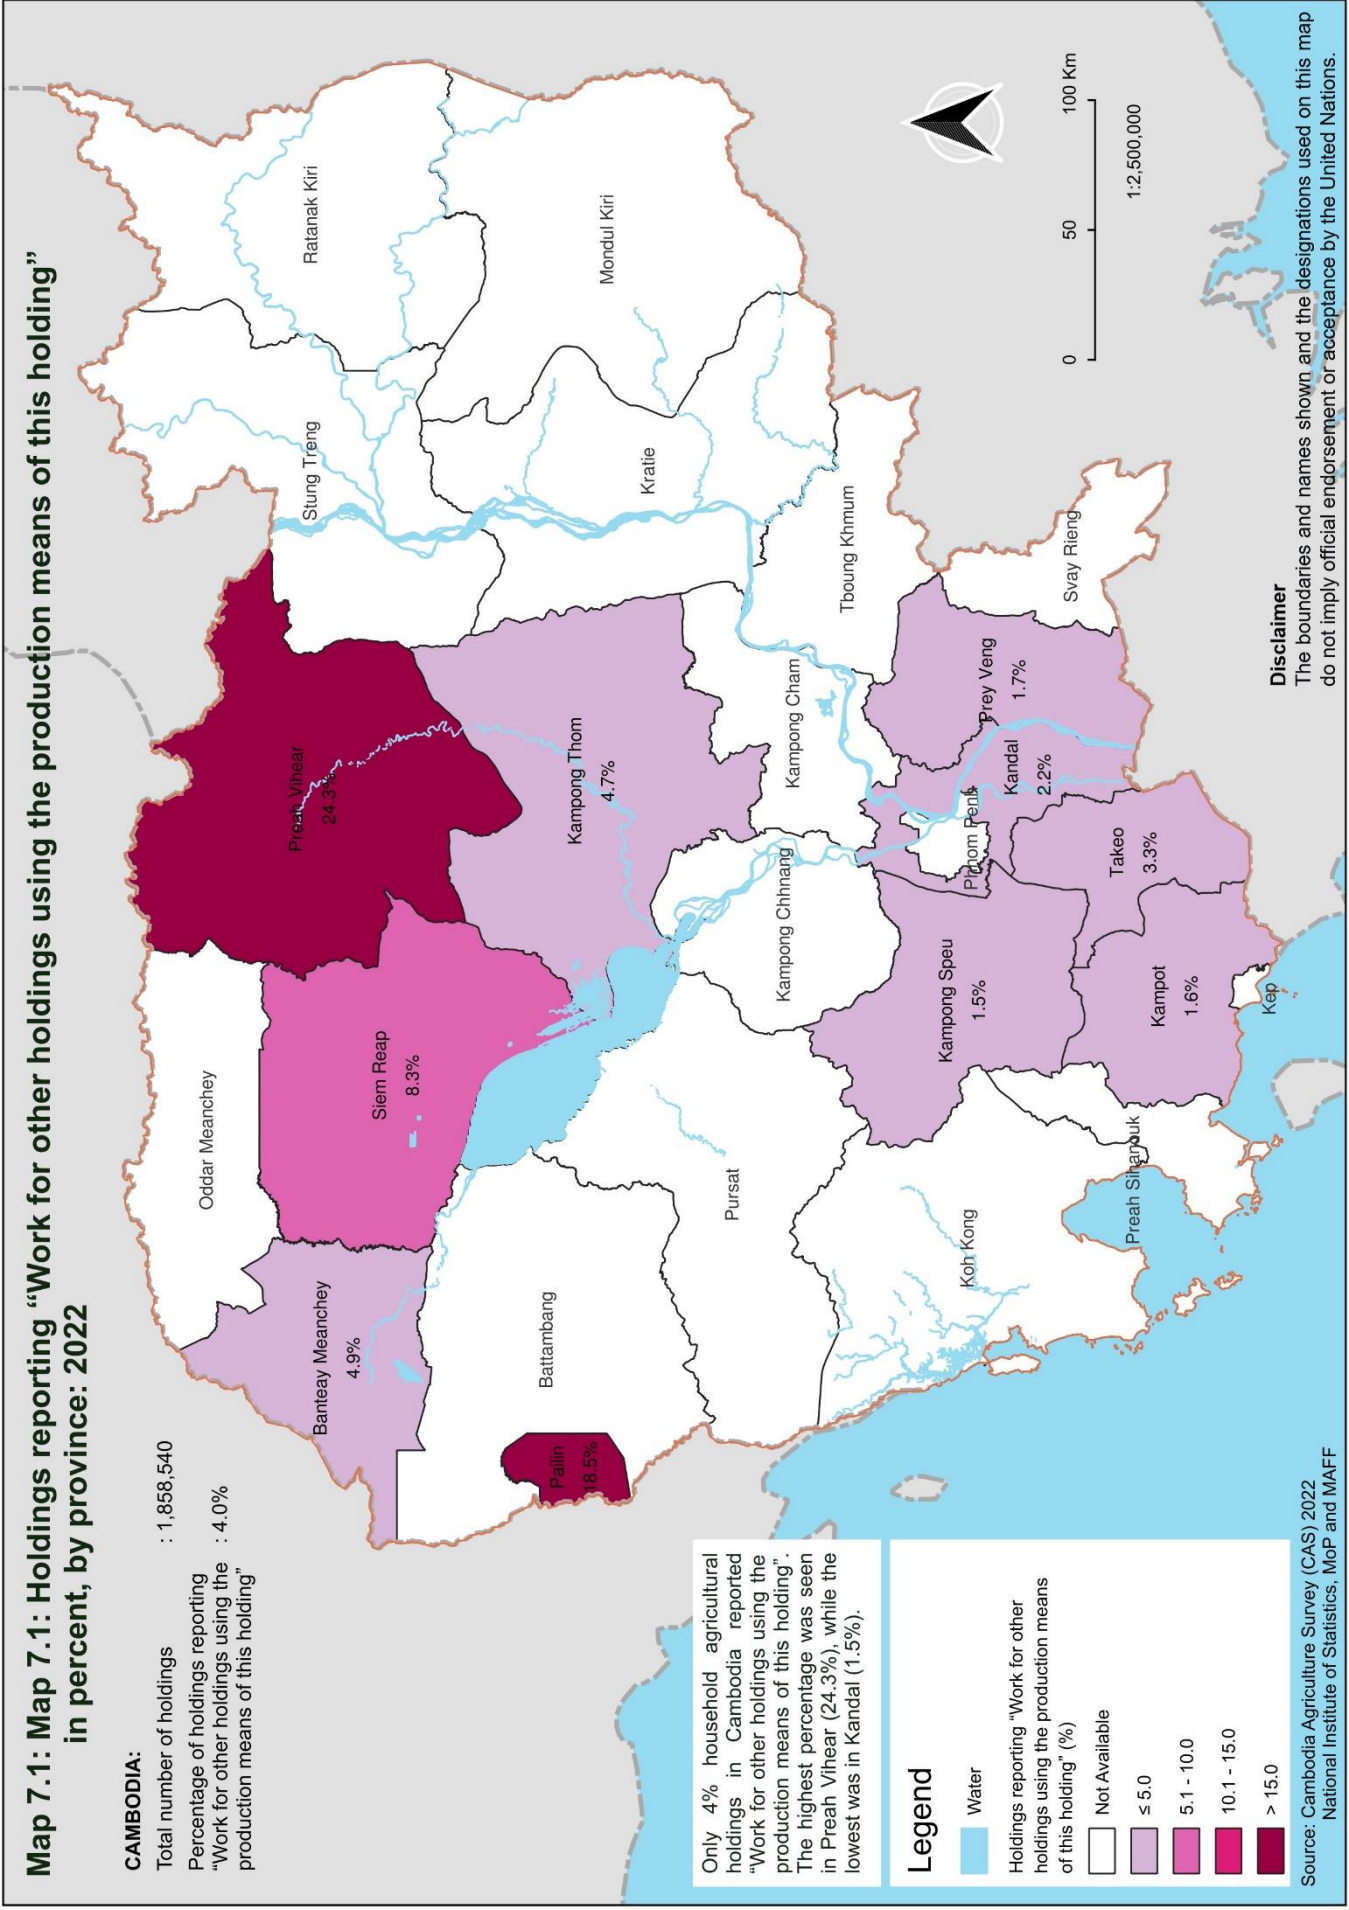 Map 7.1: Map 7.1: Holdings reporting “Work for other holdings using the production means of this holding”
in percent, by province: 2022
CAMBODIA:
Total number of holdings : 1,858,540
Percentage of holdings reporting
“Work for other holdings using the : 4.0%
production means of this holding”
Ratanak Kiri
Stung Treng
Preah Vihear
24.3%
Oddar Meanchey
Siem Reap
8.3%
Banteay Meanchey
4.9%
Mondul Kiri
Kratie
Kampong Thom
4.7%
Battambang
Pailin
18.5%
Tboung Khmum
Kampong Cham
Kampong Chhnang
Pursat
Prey Veng
1.7%
Kandal
2.2%
Phnom Penh
Kampong Speu
1.5%
Koh Kong
Svay Rieng
Takeo
3.3%
Kampot
1.6%
Preah Sihanouk
Kep
0 50 100 Km
1:2,500,000
Only 4% household agricultural
holdings in Cambodia reported
“Work for other holdings using the
production means of this holding”.
The highest percentage was seen
in Preah Vihear (24.3%), while the
lowest was in Kandal (1.5%).
Legend
Water
Holdings reporting “Work for other
holdings using the production means
of this holding” (%)
Not Available
≤ 5.0
5.1 - 10.0
10.1 - 15.0
> 15.0
Disclaimer
The boundaries and names shown and the designations used on this map
do not imply official endorsement or acceptance by the United Nations.
Source: Cambodia Agriculture Survey (CAS) 2022
National Institute of Statistics, MoP and MAFF